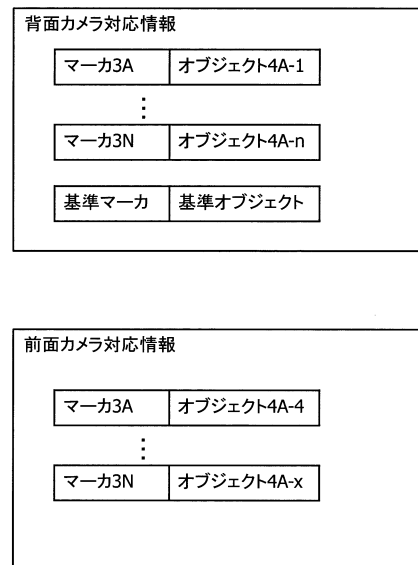 背面カメラ対応情報
マーカ3A オブジェクト4A-1
⋮
マーカ3N オブジェクト4A-n
基準マーカ 基準オブジェクト
前面カメラ対応情報
マーカ3A オブジェクト4A-4
⋮
マーカ3N オブジェクト4A-x